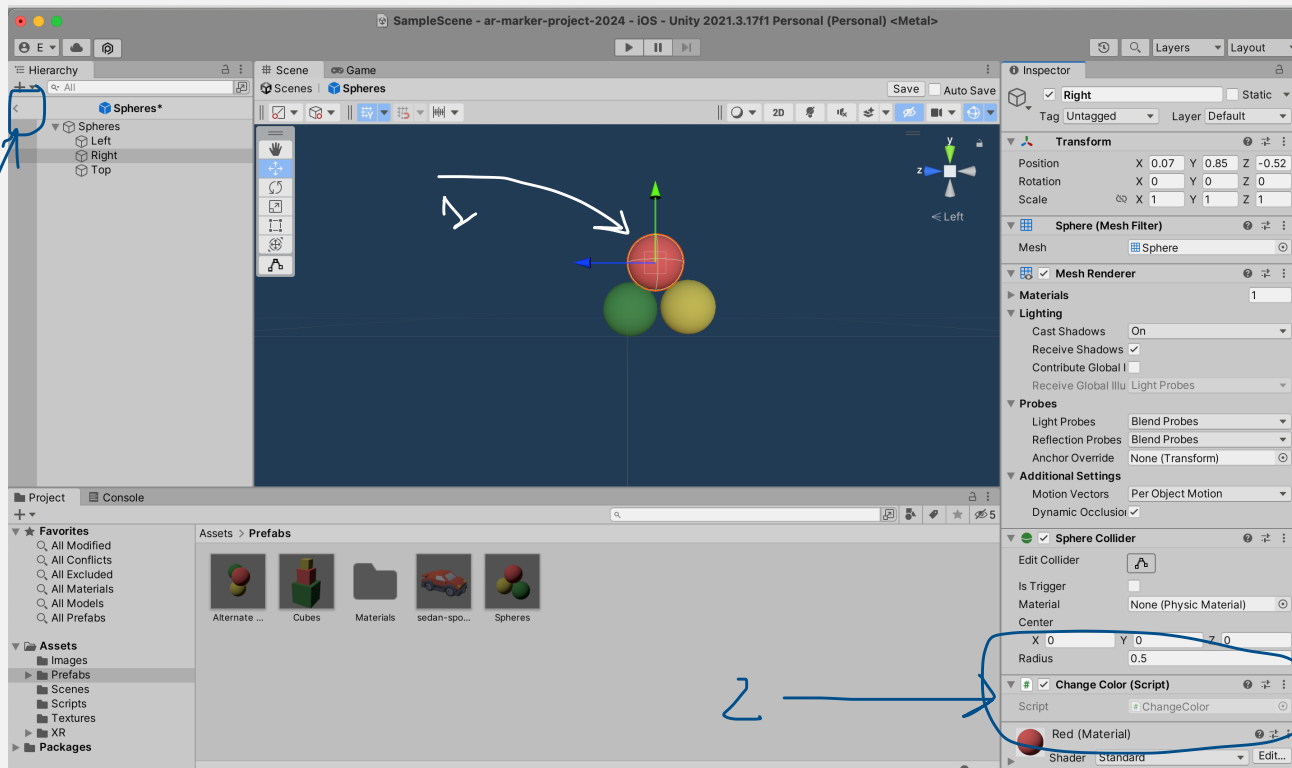 SampleScene - ar-marker-project-2024 - iOS - Unity 2021.3.17f1 Personal (Personal) <Metal>
E
Layers
Layout
Hierarchy
All
Spheres*
Spheres
Left
Right
Top
Scene
Game
Scenes
Spheres
Save
Auto Save
2D
y
z
Left
1
Inspector
Right
Static
Tag Untagged
Layer Default
Transform
Position X 0.07 Y 0.85 Z -0.52
Rotation X 0 Y 0 Z 0
Scale X 1 Y 1 Z 1
Sphere (Mesh Filter)
Mesh Sphere
Mesh Renderer
Materials 1
Lighting
Cast Shadows On
Receive Shadows
Contribute Global I
Receive Global Illu Light Probes
Probes
Light Probes Blend Probes
Reflection Probes Blend Probes
Anchor Override None (Transform)
Additional Settings
Motion Vectors Per Object Motion
Dynamic Occlusion
Sphere Collider
Edit Collider
Is Trigger
Material None (Physic Material)
Center
X 0 Y 0 Z 0
Radius 0.5
# Change Color (Script)
Script # ChangeColor
Red (Material)
Shader Standard Edit...
Project
Console
5
Favorites
All Modified
All Conflicts
All Excluded
All Materials
All Models
All Prefabs
Assets
Images
Prefabs
Scenes
Scripts
Textures
XR
Packages
Assets > Prefabs
Alternate ...
Cubes
Materials
sedan-spo...
Spheres
2